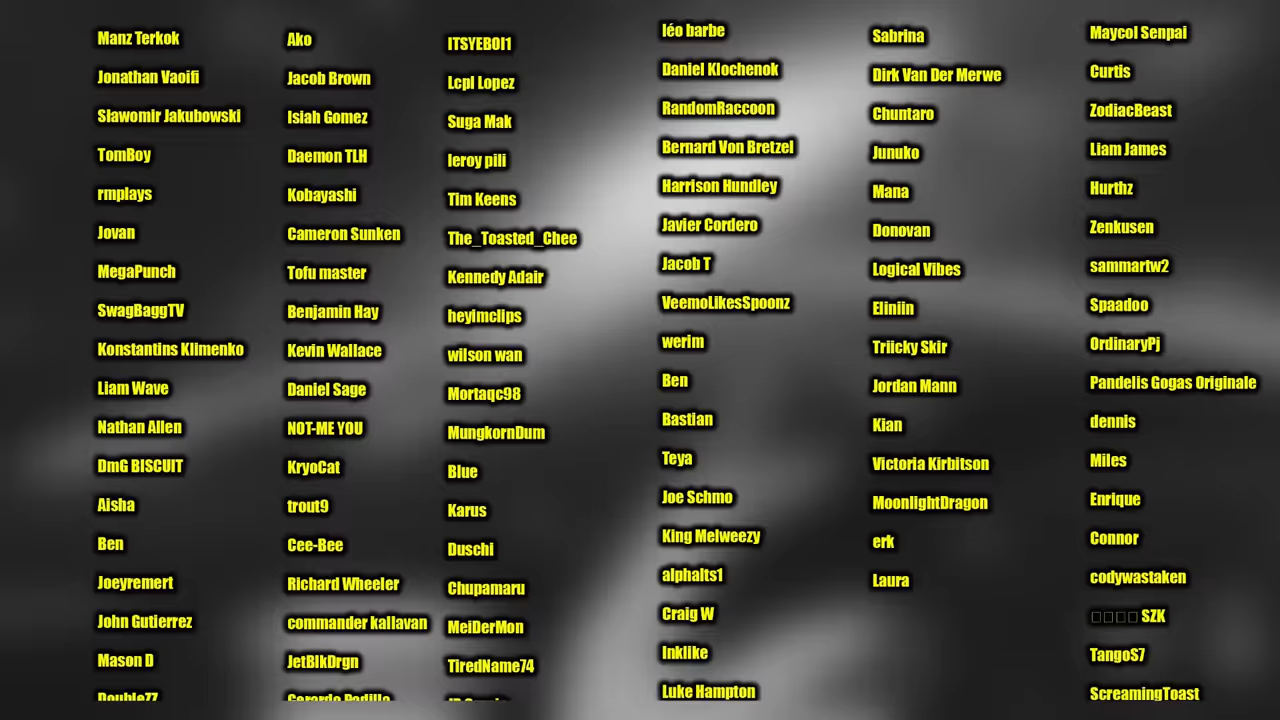 Manz Terkok
Jonathan Vaoifi
Sławomir Jakubowski
TomBoy
rmplays
Jovan
MegaPunch
SwagBaggTV
Konstantins Klimenko
Liam Wave
Nathan Allen
DmG BISCUIT
Aisha
Ben
Joeyremert
John Gutierrez
Mason D
Double77
Ako
Jacob Brown
Isiah Gomez
Daemon TLH
Kobayashi
Cameron Sunken
Tofu master
Benjamin Hay
Kevin Wallace
Daniel Sage
NOT-ME YOU
KryoCat
trout9
Cee-Bee
Richard Wheeler
commander kallavan
JetBlkDrgn
Gerardo Padilla
ITSYEBOI1
Lcpl Lopez
Suga Mak
leroy pili
Tim Keens
The_Toasted_Chee
Kennedy Adair
heyimclips
wilson wan
Mortaqc98
MungkornDum
Blue
Karus
Duschi
Chupamaru
MeiDerMon
TiredName74
léo barbe
Daniel Klochenok
RandomRaccoon
Bernard Von Bretzel
Harrison Hundley
Javier Cordero
Jacob T
VeemoLikesSpoonz
werim
Ben
Bastian
Teya
Joe Schmo
King Melweezy
alphalts1
Craig W
Inklike
Luke Hampton
Sabrina
Dirk Van Der Merwe
Chuntaro
Junuko
Mana
Donovan
Logical Vibes
Eliniin
Triicky Skir
Jordan Mann
Kian
Victoria Kirbitson
MoonlightDragon
erk
Laura
Maycol Senpai
Curtis
ZodiacBeast
Liam James
Hurthz
Zenkusen
sammartw2
Spaadoo
OrdinaryPj
Pandelis Gogas Originale
dennis
Miles
Enrique
Connor
codywastaken
SZK
TangoS7
ScreamingToast